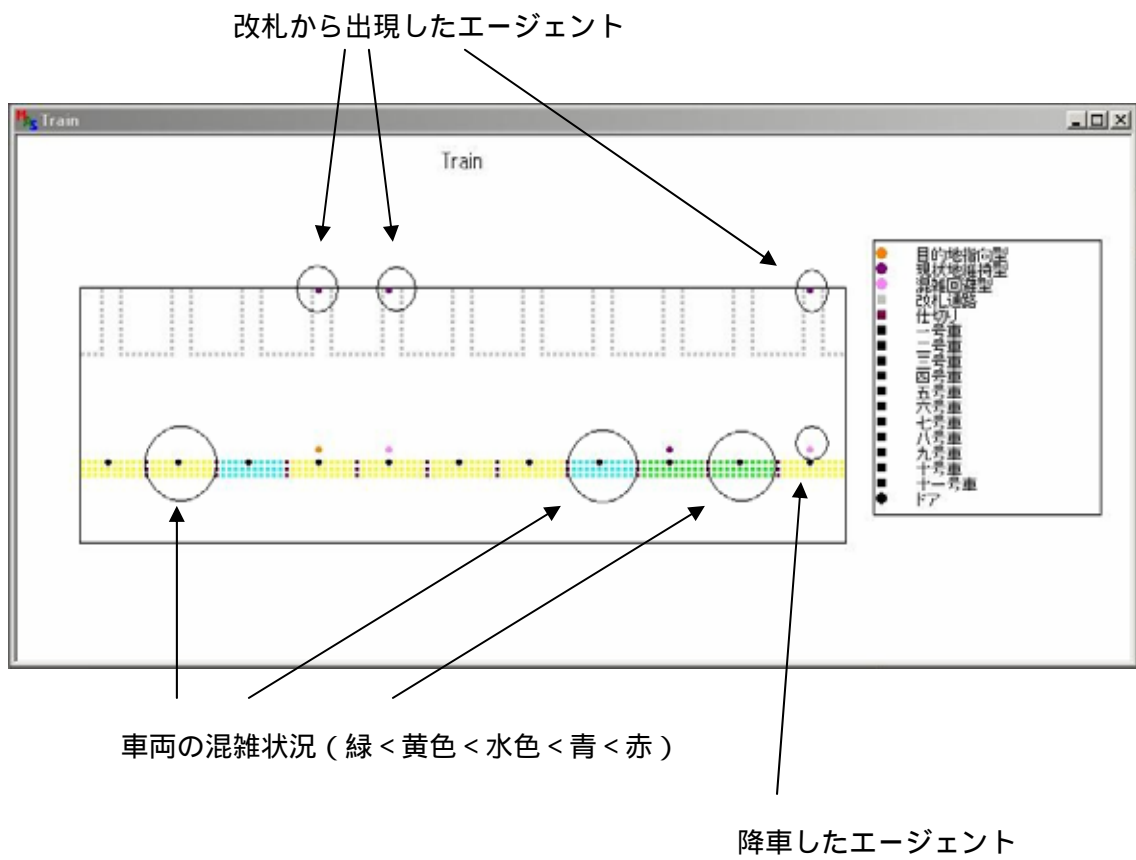 改札から出現したエージェント
Train
Train
目的地指向型
現状地維持型
混雑回避型
改札通路
仕切り
一号車
二号車
三号車
四号車
五号車
六号車
七号車
八号車
九号車
十号車
十一号車
ドア
車両の混雑状況（緑＜黄色＜水色＜青＜赤）
降車したエージェント